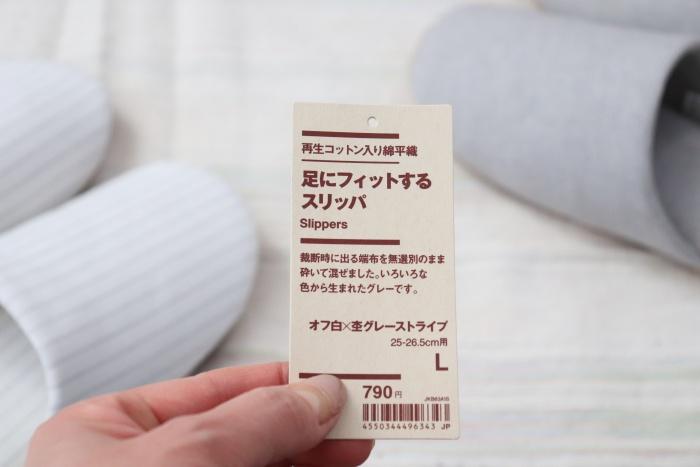 再生コットン入り綿平織
足にフィットする
スリッパ
Slippers
裁断時に出る端布を無選別のまま
砕いて混ぜました。いろいろな
色から生まれたグレーです。
オフ白×杢グレーストライプ
25-26.5cm用
L
790円
4550344496343 JP